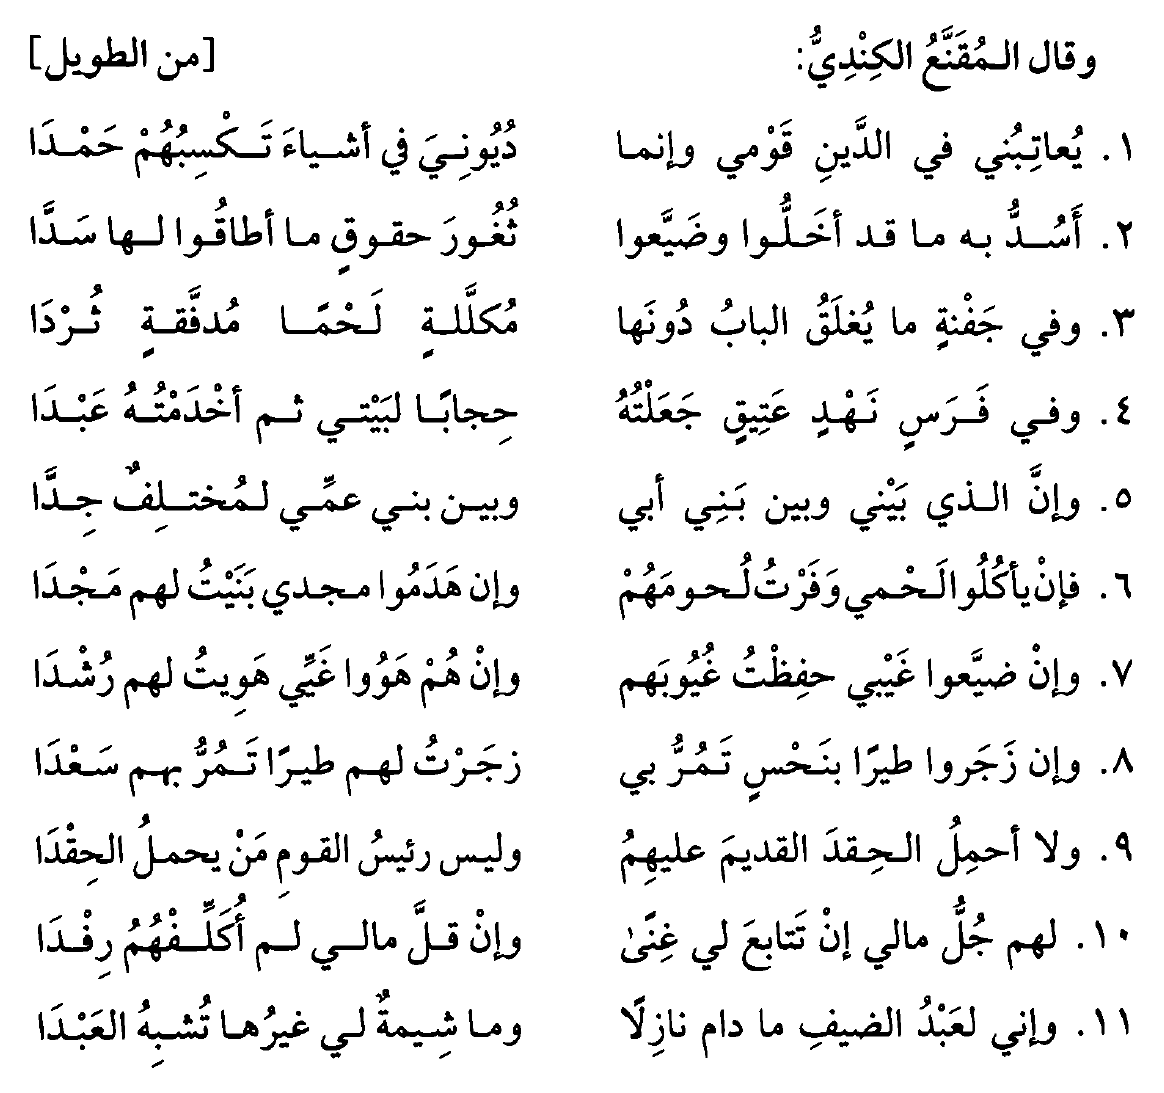 وقال المُقَنَّعُ الكِنْدِيُّ: [من الطويل]
١. يُعاتِبُني في الدَّينِ قَوْمي وإنما دُيُونِيَ في أشياءَ تَكْسِبُهُمْ حَمْدَا
٢. أَسُدُّ به ما قد أخَلُّوا وضَيَّعوا ثُغُورَ حقوقٍ ما أطاقُوا لها سَدَّا
٣. وفي جَفْنةٍ ما يُغلَقُ البابُ دُونَها مُكلَّلةٍ لَحْمًا مُدفَّقةٍ ثُرْدَا
٤. وفي فَرَسٍ نَهْدٍ عَتِيقٍ جَعَلْتُهُ حِجابًا لبَيْتي ثم أخْدَمْتُهُ عَبْدَا
٥. وإنَّ الذي بَيْني وبين بَنِي أبي وبين بني عمِّي لمُختلِفٌ جِدَّا
٦. فإنْ يأكُلُوا لَحْمي وَفَرْتُ لُحومَهُمْ وإن هَدَمُوا مجدي بَنَيْتُ لهم مَجْدَا
٧. وإنْ ضيَّعوا غَيْبي حفِظْتُ غُيُوبَهم وإنْ هُمْ هَوُوا غَيِّي هَوِيتُ لهم رُشْدَا
٨. وإن زَجَروا طيرًا بنَحْسٍ تَمُرُّ بي زجَرْتُ لهم طيرًا تَمُرُّ بهم سَعْدَا
٩. ولا أحمِلُ الحِقدَ القديمَ عليهِمُ وليس رئيسُ القومِ مَنْ يحملُ الحِقْدَا
١٠. لهم جُلُّ مالي إنْ تَتابعَ لي غِنًىٰ وإنْ قلَّ مالي لم أُكَلِّفْهُمُ رِفْدَا
١١. وإني لعَبْدُ الضيفِ ما دام نازِلًا وما شِيمةٌ لي غيرُها تُشبِهُ العَبْدَا